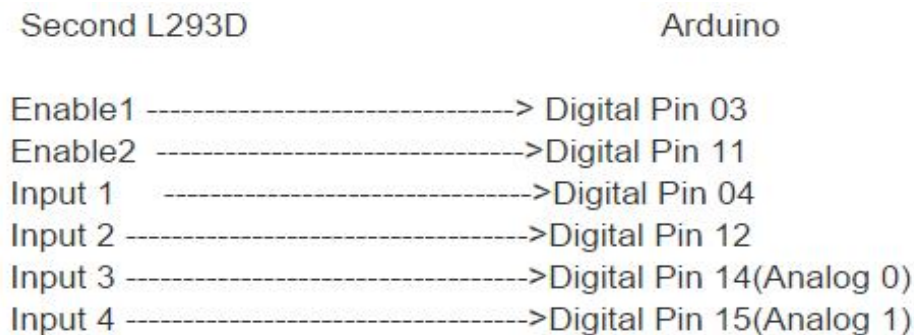 Second L293D Arduino
Enable1 --------------------------------> Digital Pin 03
Enable2 -------------------------------->Digital Pin 11
Input 1 -------------------------------->Digital Pin 04
Input 2 ----------------------------------->Digital Pin 12
Input 3 ----------------------------------->Digital Pin 14(Analog 0)
Input 4 ----------------------------------->Digital Pin 15(Analog 1)